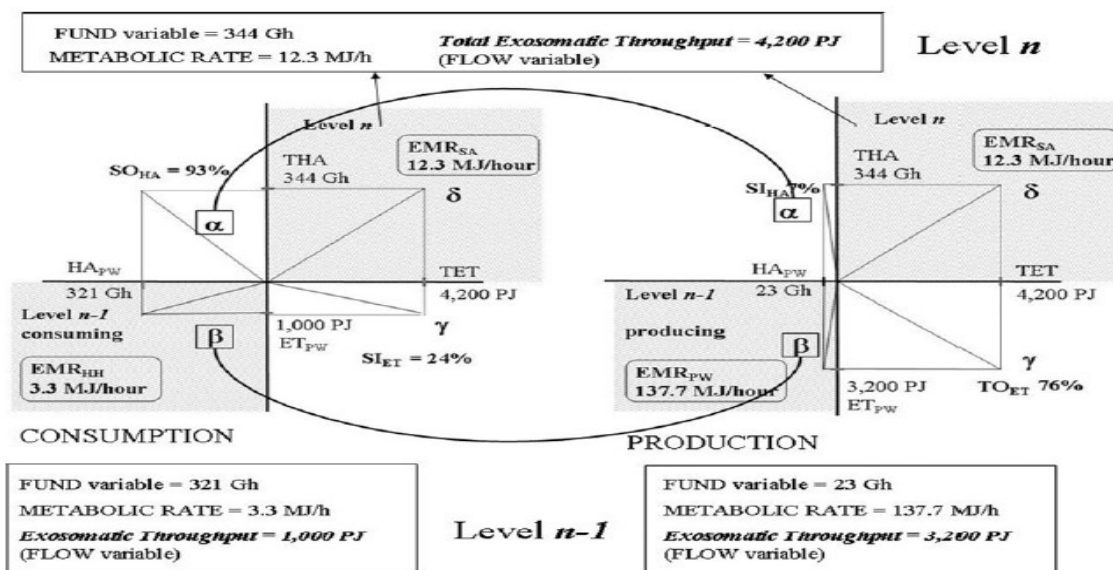 FUND variable = 344 Gh
METABOLIC RATE = 12.3 MJ/h
Total Exosomatic Throughput = 4,200 PJ
(FLOW variable)
Level n
Level n
EMRSA
12.3 MJ/hour
THA
344 Gh
SOHA = 93%
α
δ
HAPW
321 Gh
TET
4,200 PJ
Level n-1
consuming
β
1,000 PJ
ETPW
γ
SIET = 24%
EMRHH
3.3 MJ/hour
CONSUMPTION
Level n
EMRSA
12.3 MJ/hour
THA
344 Gh
SIHA 7%
α
δ
HAPW
23 Gh
TET
4,200 PJ
Level n-1
producing
β
γ
EMRPW
137.7 MJ/hour
3,200 PJ
ETPW
TOET 76%
PRODUCTION
FUND variable = 321 Gh
METABOLIC RATE = 3.3 MJ/h
Exosomatic Throughput = 1,000 PJ
(FLOW variable)
Level n-1
FUND variable = 23 Gh
METABOLIC RATE = 137.7 MJ/h
Exosomatic Throughput = 3,200 PJ
(FLOW variable)